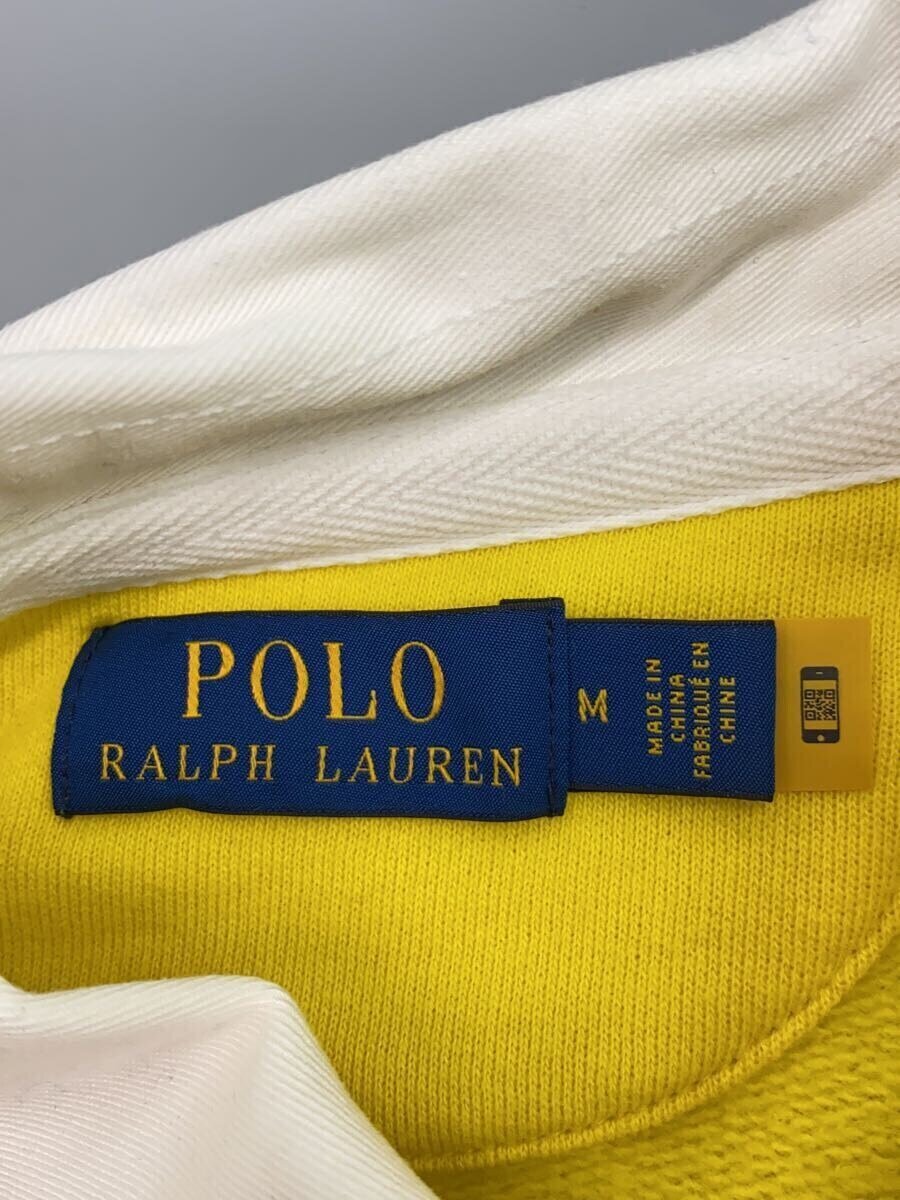 POLO
RALPH LAUREN
M
MADE IN
CHINA
FABRIQUÉ EN
CHINE